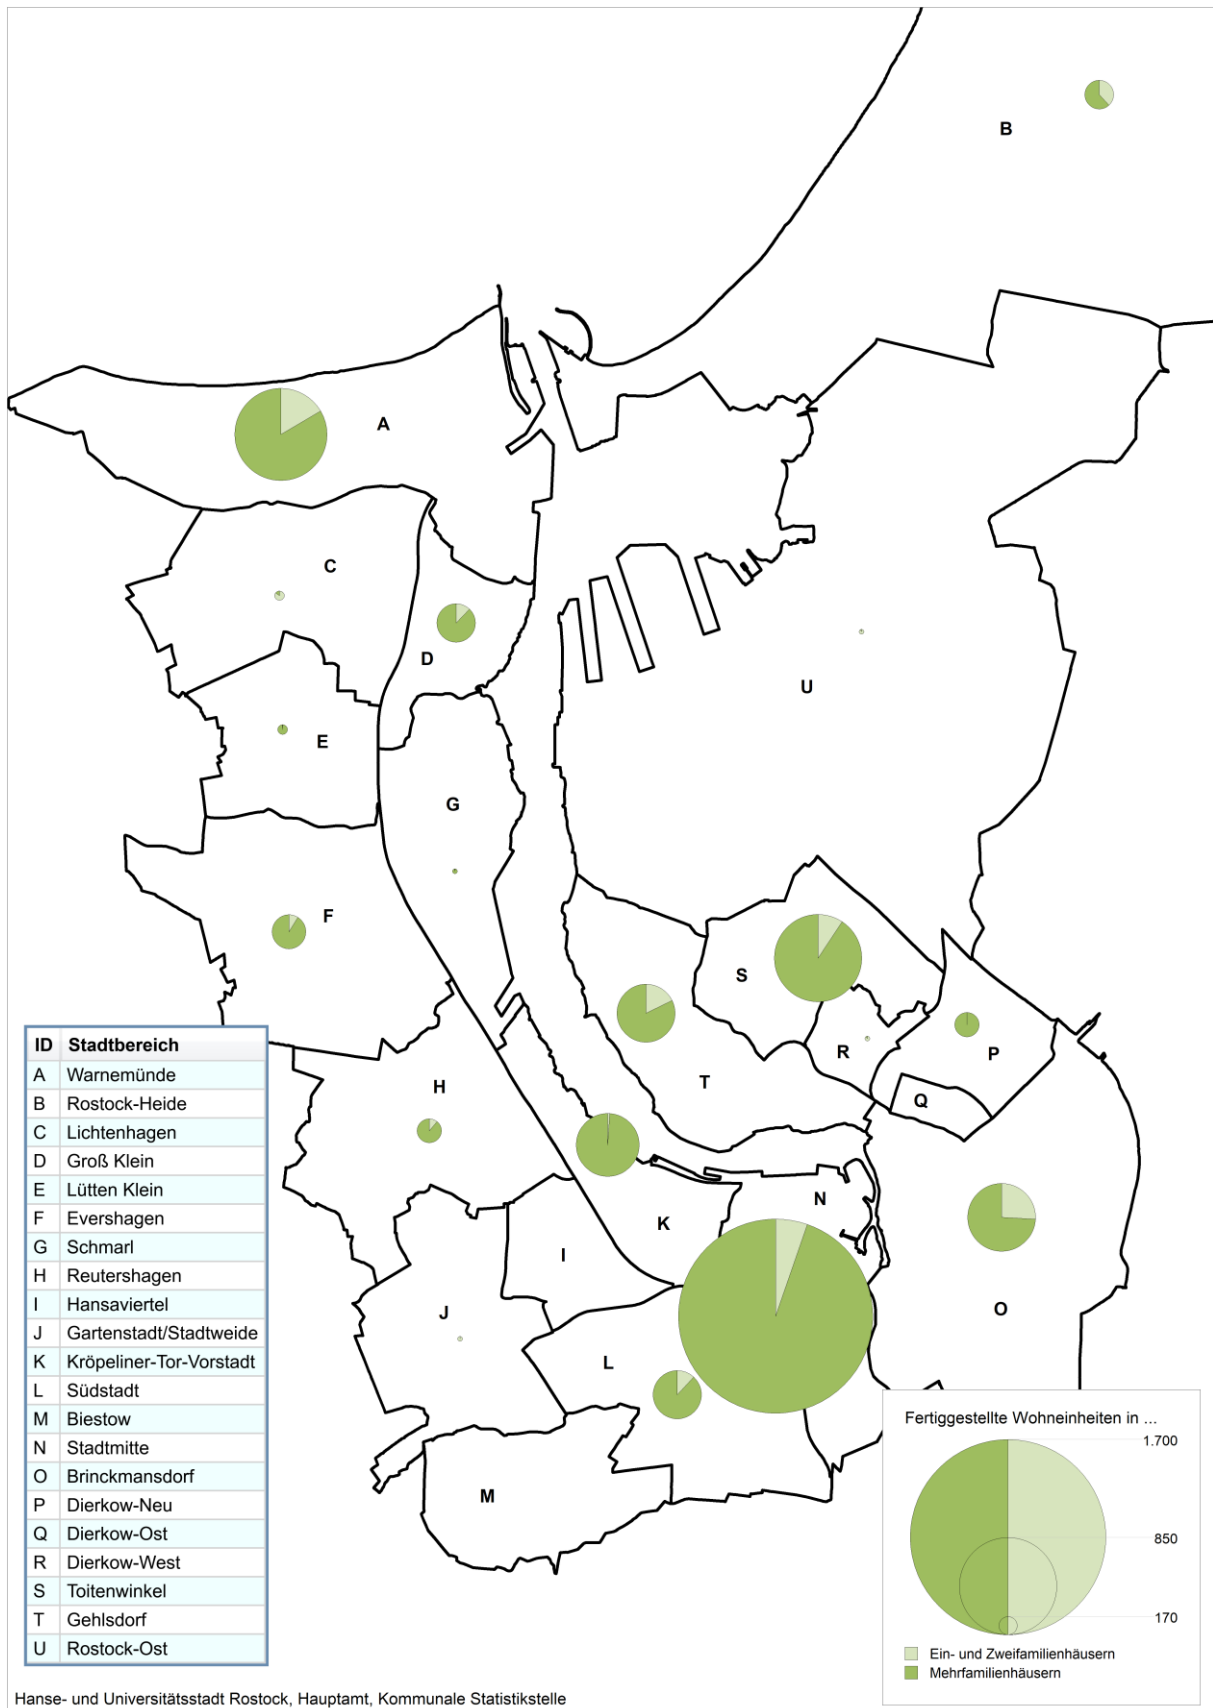 B
A
C
D
U
E
G
F
S
R
P
T
H
Q
N
K
I
O
J
L
M
ID Stadtbereich
A Warnemünde
B Rostock-Heide
C Lichtenhagen
D Groß Klein
E Lütten Klein
F Evershagen
G Schmarl
H Reutershagen
I Hansaviertel
J Gartenstadt/Stadtweide
K Kröpeliner-Tor-Vorstadt
L Südstadt
M Biestow
N Stadtmitte
O Brinckmansdorf
P Dierkow-Neu
Q Dierkow-Ost
R Dierkow-West
S Toitenwinkel
T Gehlsdorf
U Rostock-Ost
Fertiggestellte Wohneinheiten in ...
1.700
850
170
Ein- und Zweifamilienhäusern
Mehrfamilienhäusern
Hanse- und Universitätsstadt Rostock, Hauptamt, Kommunale Statistikstelle